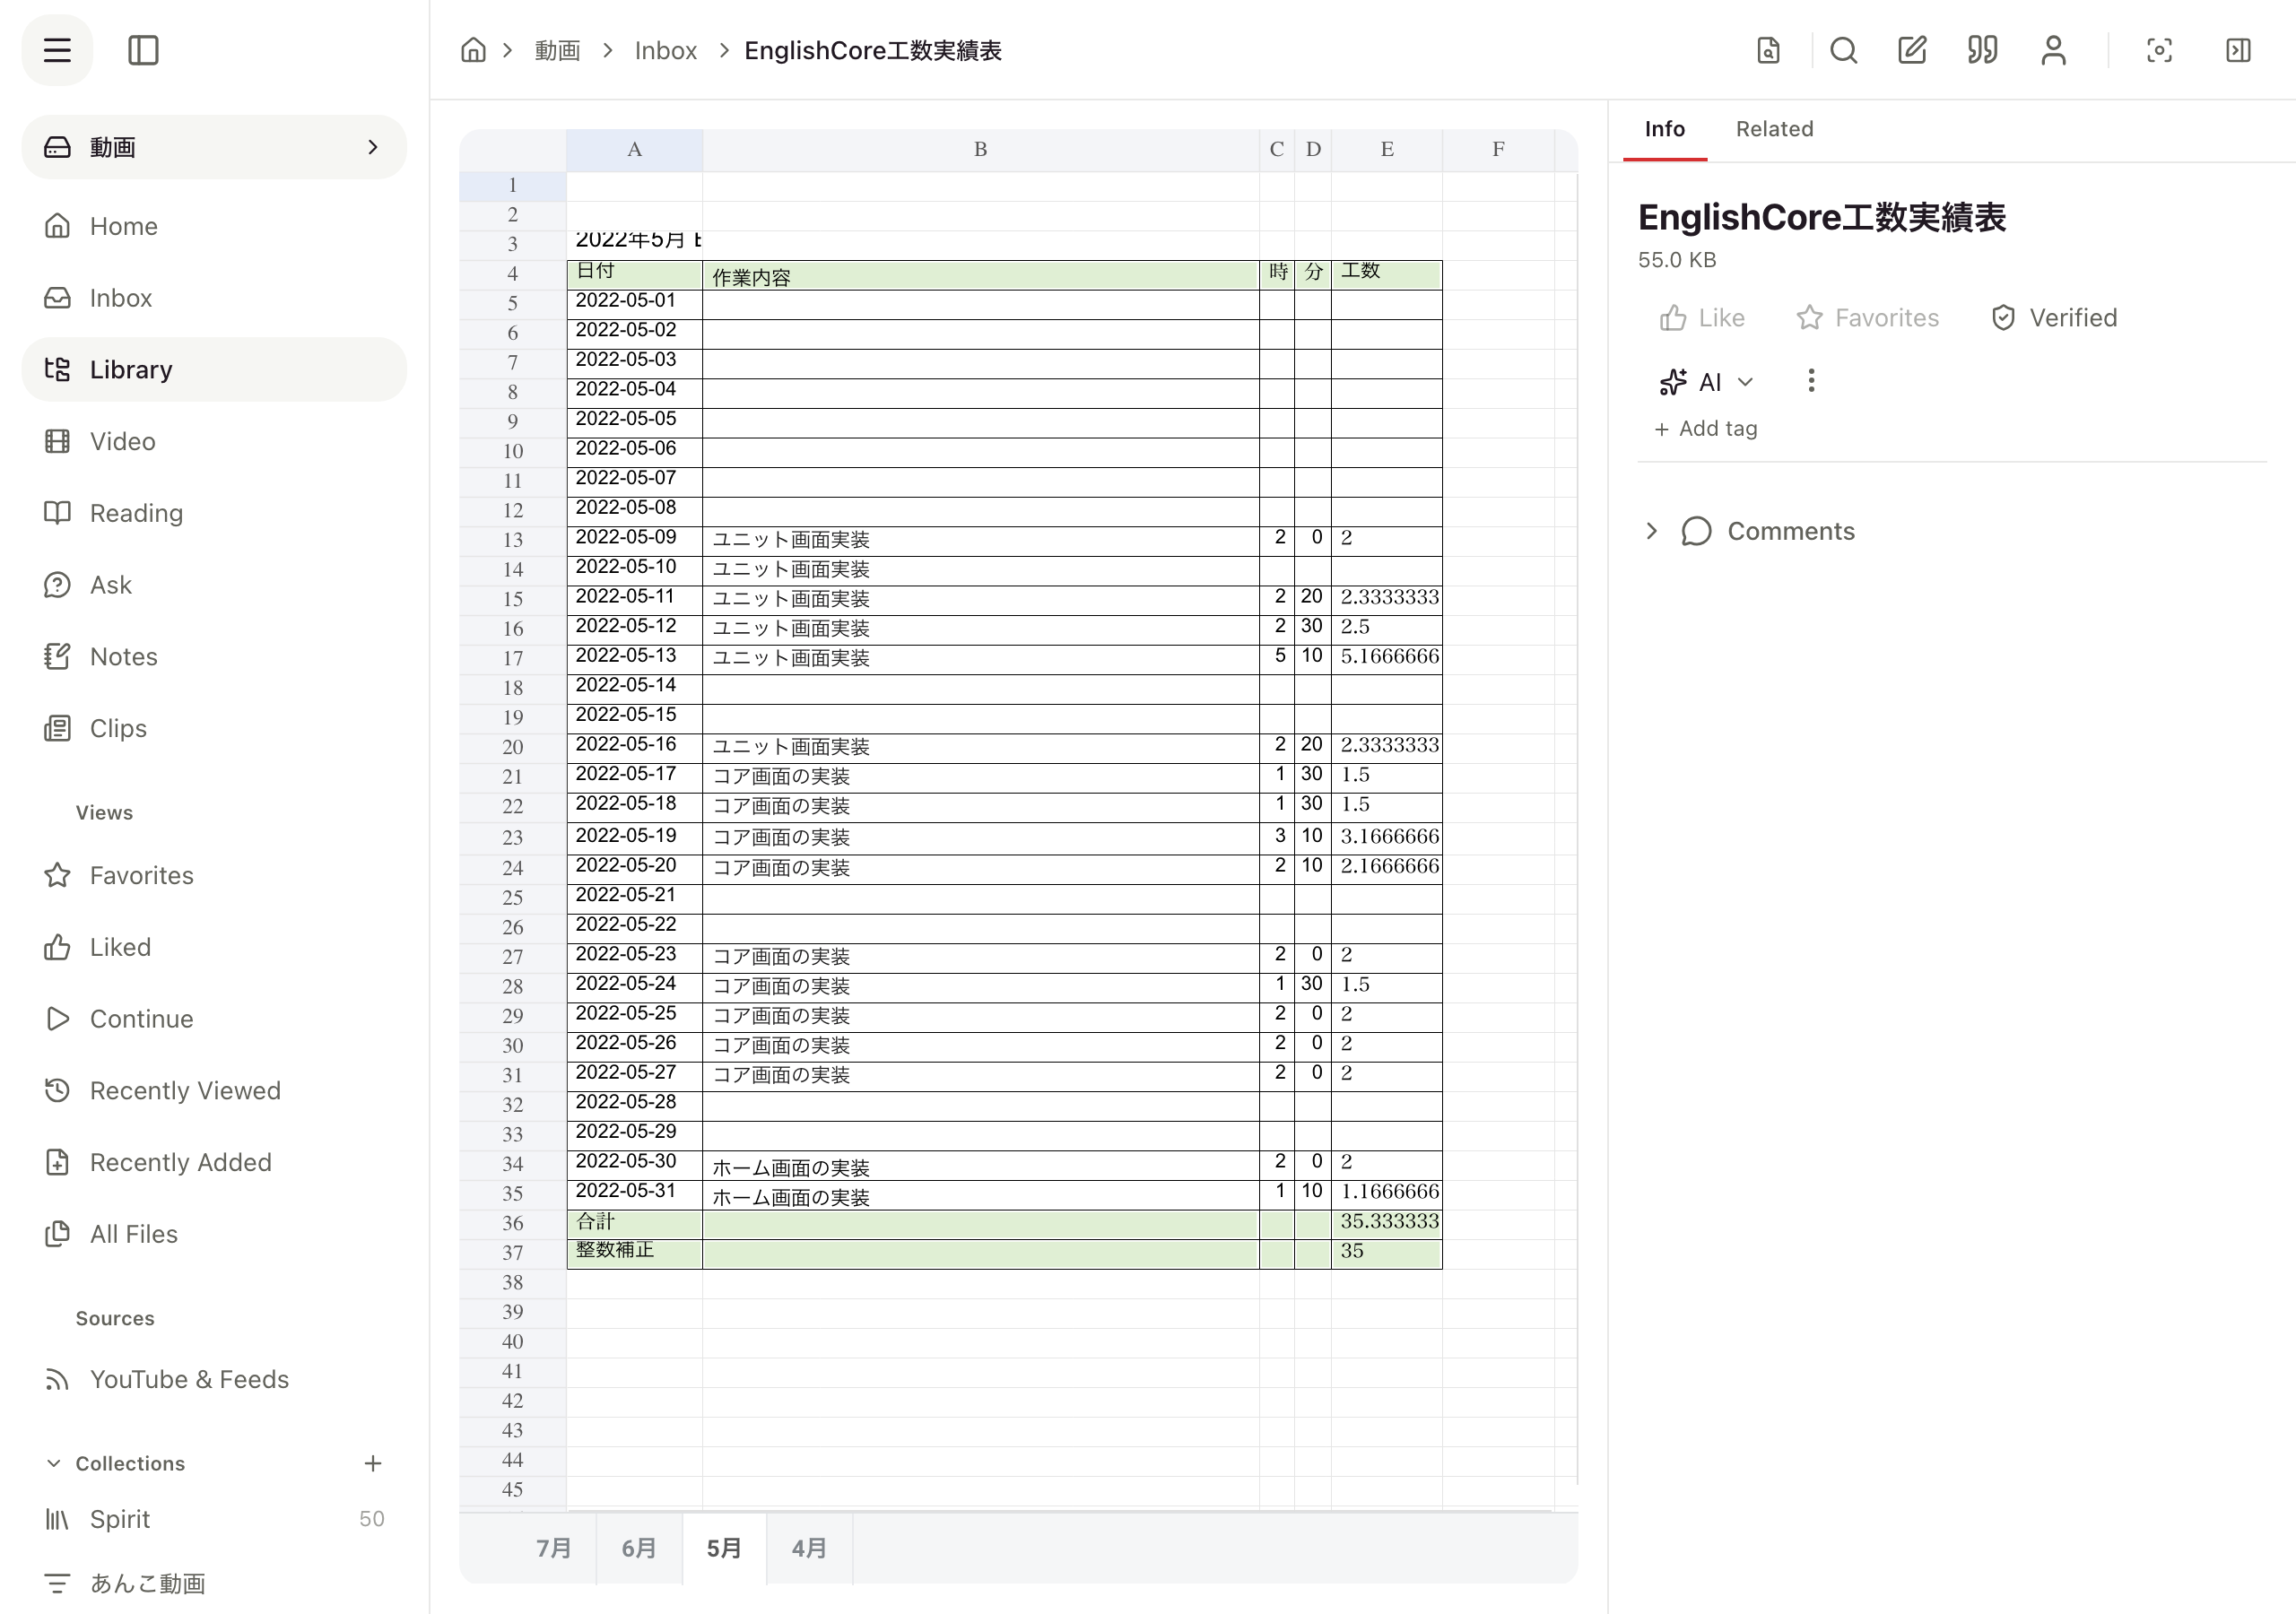 動画
Home
Inbox
Library
Video
Reading
Ask
Notes
Clips
Views
Favorites
Liked
Continue
Recently Viewed
Recently Added
All Files
Sources
YouTube & Feeds
Collections
Spirit 50
あんこ動画
動画 Inbox EnglishCore工数実績表
A B C D E F
1
2
3 2022年5月 E
4 日付 作業内容 時 分 工数
5 2022-05-01
6 2022-05-02
7 2022-05-03
8 2022-05-04
9 2022-05-05
10 2022-05-06
11 2022-05-07
12 2022-05-08
13 2022-05-09 ユニット画面実装 2 0 2
14 2022-05-10 ユニット画面実装
15 2022-05-11 ユニット画面実装 2 20 2.3333333
16 2022-05-12 ユニット画面実装 2 30 2.5
17 2022-05-13 ユニット画面実装 5 10 5.1666666
18 2022-05-14
19 2022-05-15
20 2022-05-16 ユニット画面実装 2 20 2.3333333
21 2022-05-17 コア画面の実装 1 30 1.5
22 2022-05-18 コア画面の実装 1 30 1.5
23 2022-05-19 コア画面の実装 3 10 3.1666666
24 2022-05-20 コア画面の実装 2 10 2.1666666
25 2022-05-21
26 2022-05-22
27 2022-05-23 コア画面の実装 2 0 2
28 2022-05-24 コア画面の実装 1 30 1.5
29 2022-05-25 コア画面の実装 2 0 2
30 2022-05-26 コア画面の実装 2 0 2
31 2022-05-27 コア画面の実装 2 0 2
32 2022-05-28
33 2022-05-29
34 2022-05-30 ホーム画面の実装 2 0 2
35 2022-05-31 ホーム画面の実装 1 10 1.1666666
36 合計 35.333333
37 整数補正 35
38
39
40
41
42
43
44
45
7月 6月 5月 4月
Info Related
EnglishCore工数実績表
55.0 KB
Like Favorites Verified
AI
+ Add tag
Comments